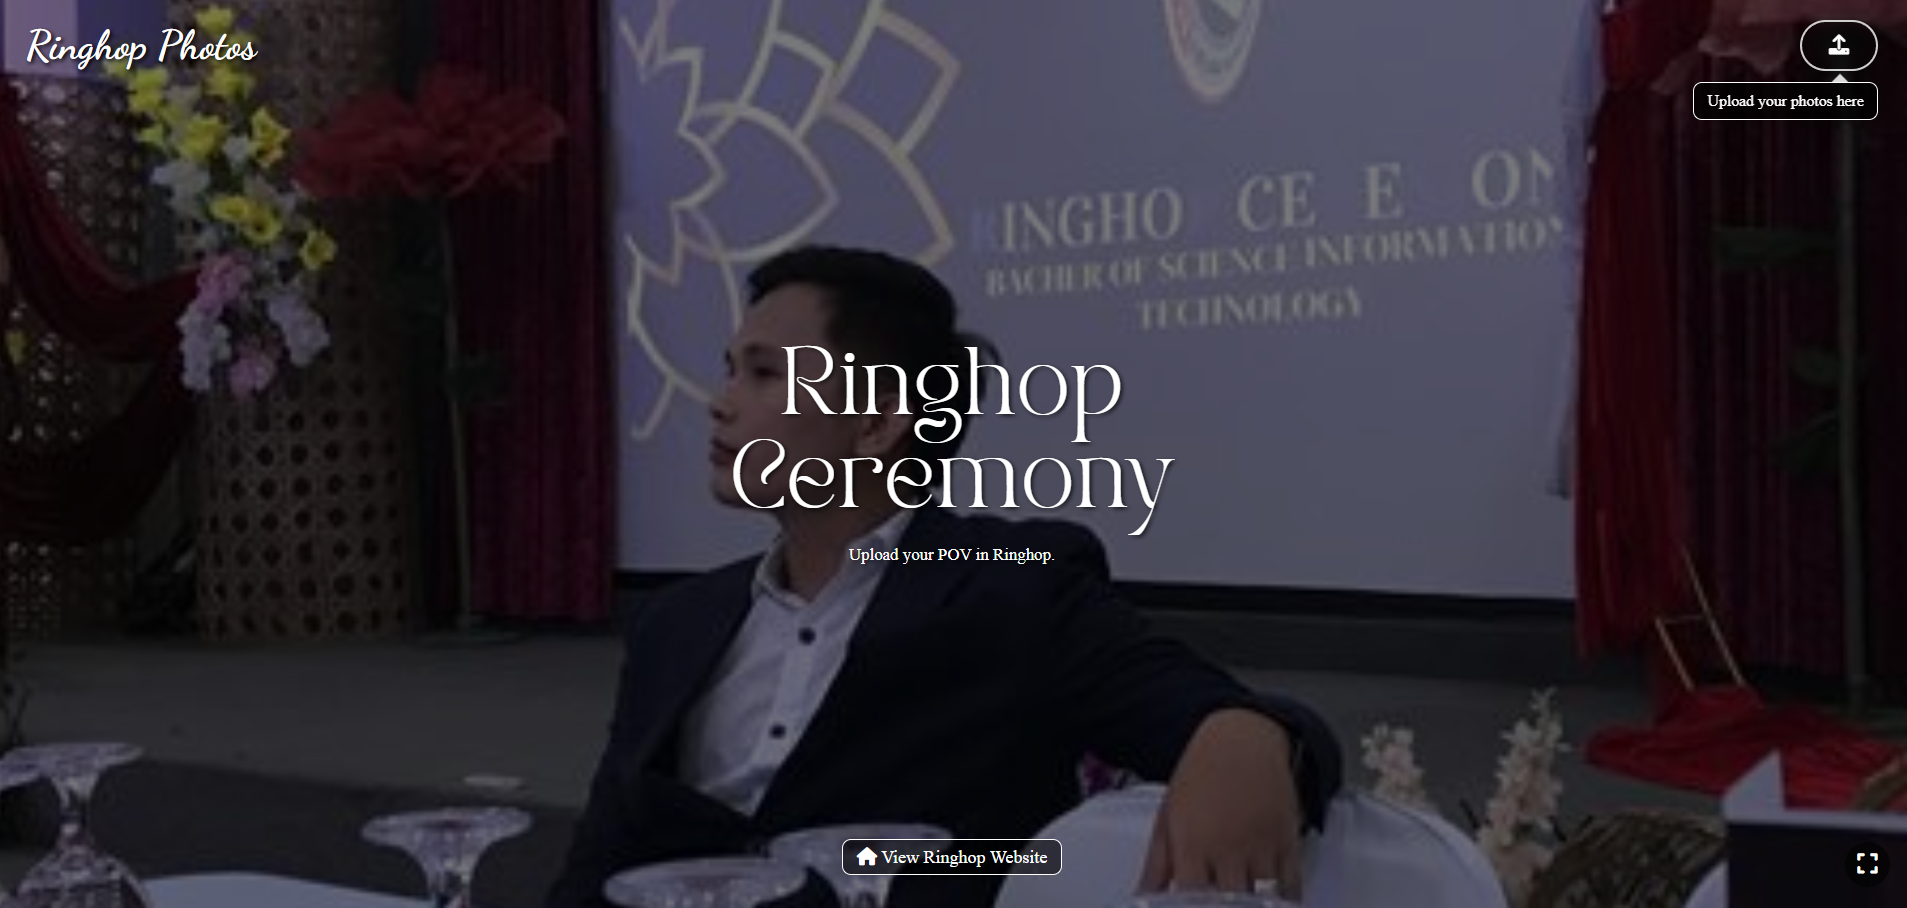 Ringhop Photos
Upload your photos here
INGHO CE E ON
BACHER OF SCIENCE INFORMATION
TECHNOLOGY
Ringhop
Ceremony
Upload your POV in Ringhop.
View Ringhop Website